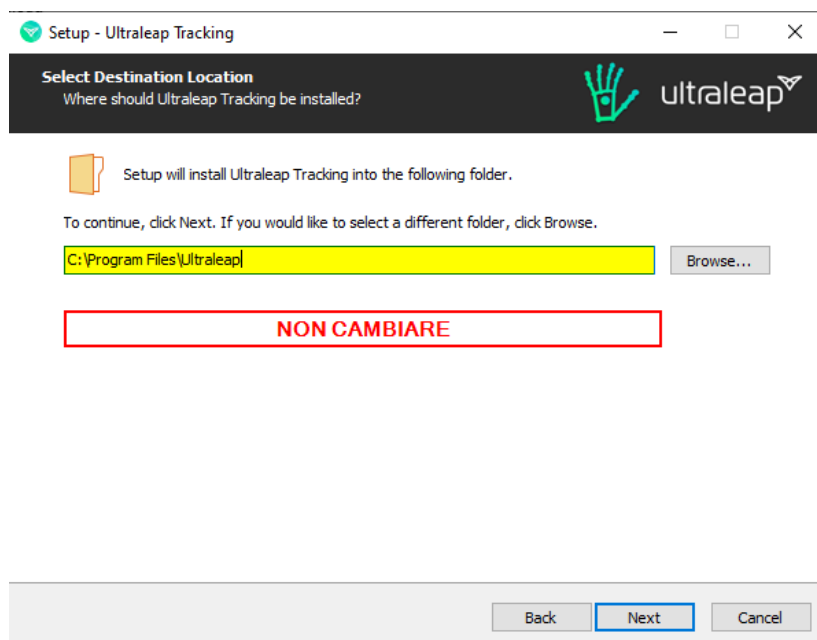 Setup - Ultraleap Tracking
Select Destination Location
Where should Ultraleap Tracking be installed?
ultraleap
Setup will install Ultraleap Tracking into the following folder.
To continue, click Next. If you would like to select a different folder, click Browse.
C:\Program Files\Ultraleap
Browse...
NON CAMBIARE
Back
Next
Cancel